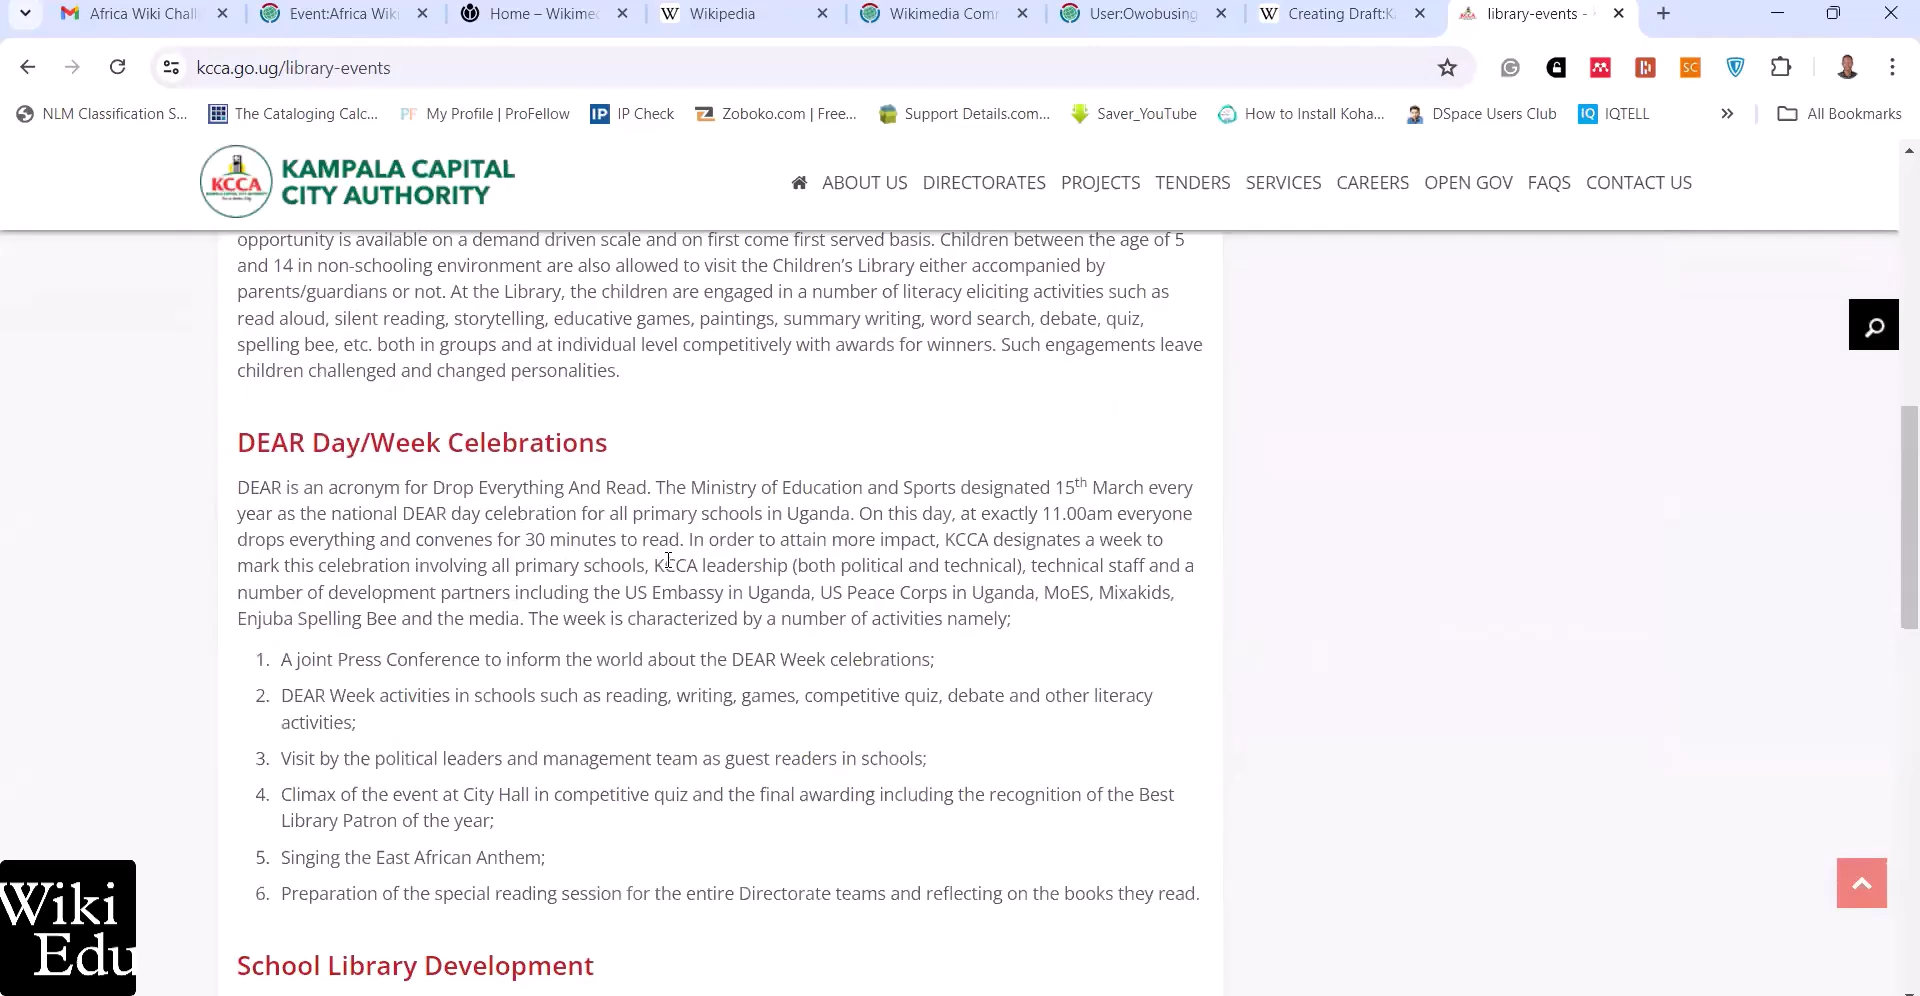 Africa Wiki Chall
Event:Africa Wiki
Home – Wikimed
Wikipedia
Wikimedia Comm
User:Owobusing
Creating Draft:K
library-events -
kcca.go.ug/library-events
NLM Classification S...
The Cataloging Calc...
PF My Profile | ProFellow
IP IP Check
Zoboko.com | Free...
Support Details.com...
Saver_YouTube
How to Install Koha...
DSpace Users Club
IQ IQTELL
All Bookmarks
KCCA
KAMPALA CAPITAL
CITY AUTHORITY
ABOUT US DIRECTORATES PROJECTS TENDERS SERVICES CAREERS OPEN GOV FAQS CONTACT US
opportunity is available on a demand driven scale and on first come first served basis. Children between the age of 5
and 14 in non-schooling environment are also allowed to visit the Children’s Library either accompanied by
parents/guardians or not. At the Library, the children are engaged in a number of literacy eliciting activities such as
read aloud, silent reading, storytelling, educative games, paintings, summary writing, word search, debate, quiz,
spelling bee, etc. both in groups and at individual level competitively with awards for winners. Such engagements leave
children challenged and changed personalities.
DEAR Day/Week Celebrations
DEAR is an acronym for Drop Everything And Read. The Ministry of Education and Sports designated 15th March every
year as the national DEAR day celebration for all primary schools in Uganda. On this day, at exactly 11.00am everyone
drops everything and convenes for 30 minutes to read. In order to attain more impact, KCCA designates a week to
mark this celebration involving all primary schools, KCCA leadership (both political and technical), technical staff and a
number of development partners including the US Embassy in Uganda, US Peace Corps in Uganda, MoES, Mixakids,
Enjuba Spelling Bee and the media. The week is characterized by a number of activities namely;
1. A joint Press Conference to inform the world about the DEAR Week celebrations;
2. DEAR Week activities in schools such as reading, writing, games, competitive quiz, debate and other literacy
activities;
3. Visit by the political leaders and management team as guest readers in schools;
4. Climax of the event at City Hall in competitive quiz and the final awarding including the recognition of the Best
Library Patron of the year;
5. Singing the East African Anthem;
6. Preparation of the special reading session for the entire Directorate teams and reflecting on the books they read.
School Library Development
Wiki
Edu